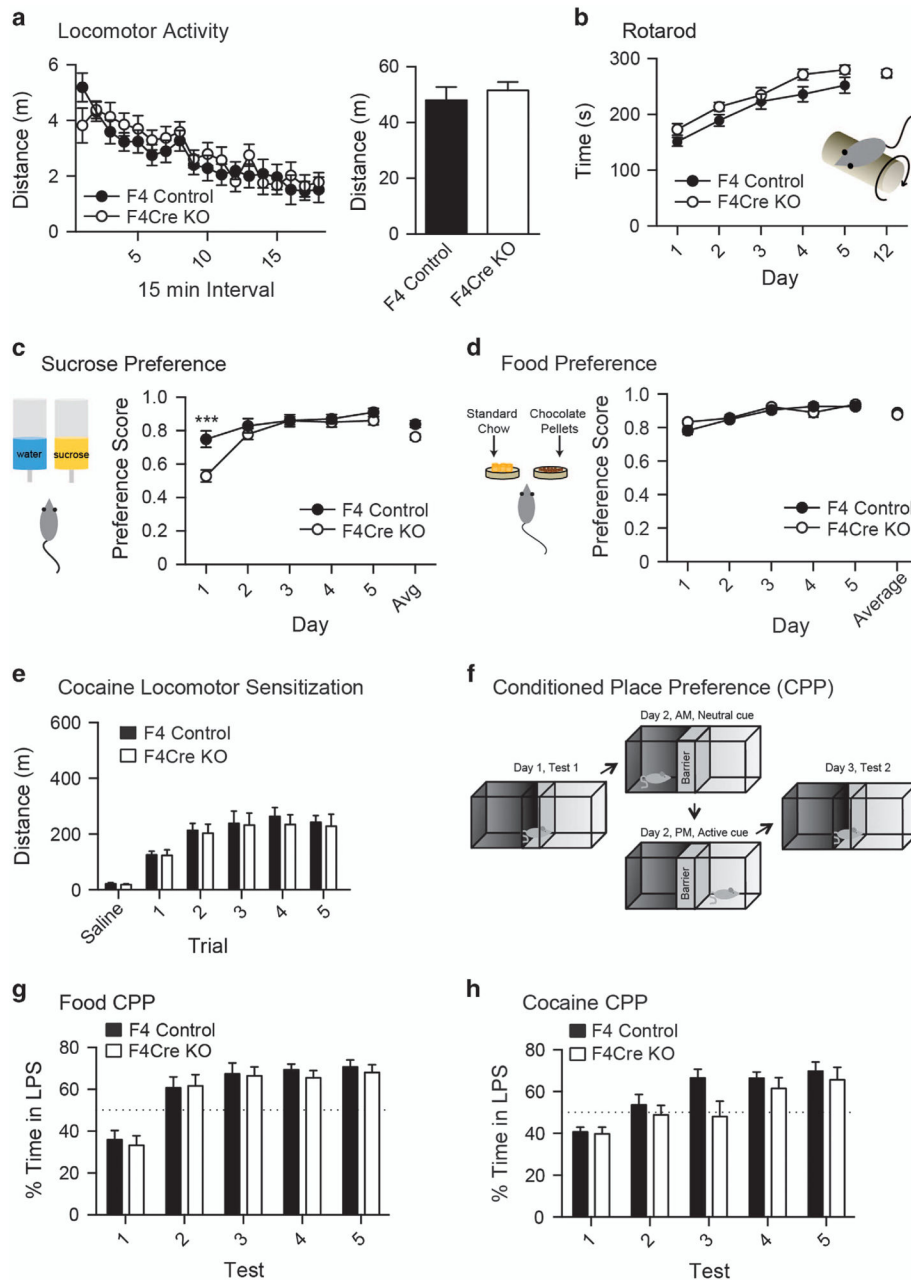 a
Locomotor Activity
6
4
2
0
Distance (m)
F4 Control
F4Cre KO
5
10
15
15 min Interval
60
40
20
0
Distance (m)
F4 Control
F4Cre KO
b
Rotarod
300
200
100
0
Time (s)
F4 Control
F4Cre KO
1
2
3
4
5
12
Day
c
Sucrose Preference
water
sucrose
1.0
0.8
0.6
0.4
0.2
0
Preference Score
***
F4 Control
F4Cre KO
1
2
3
4
5
Avg
Day
d
Food Preference
Standard
Chow
Chocolate
Pellets
1.0
0.8
0.6
0.4
0.2
0
Preference Score
F4 Control
F4Cre KO
1
2
3
4
5
Average
Day
e
Cocaine Locomotor Sensitization
600
400
200
0
Distance (m)
F4 Control
F4Cre KO
Saline
1
2
3
4
5
Trial
f
Conditioned Place Preference (CPP)
Day 1, Test 1
Day 2, AM, Neutral cue
Barrier
Day 2, PM, Active cue
Barrier
Day 3, Test 2
g
Food CPP
F4 Control
F4Cre KO
80
60
40
20
0
% Time in LPS
1
2
3
4
5
Test
h
Cocaine CPP
F4 Control
F4Cre KO
80
60
40
20
0
% Time in LPS
1
2
3
4
5
Test